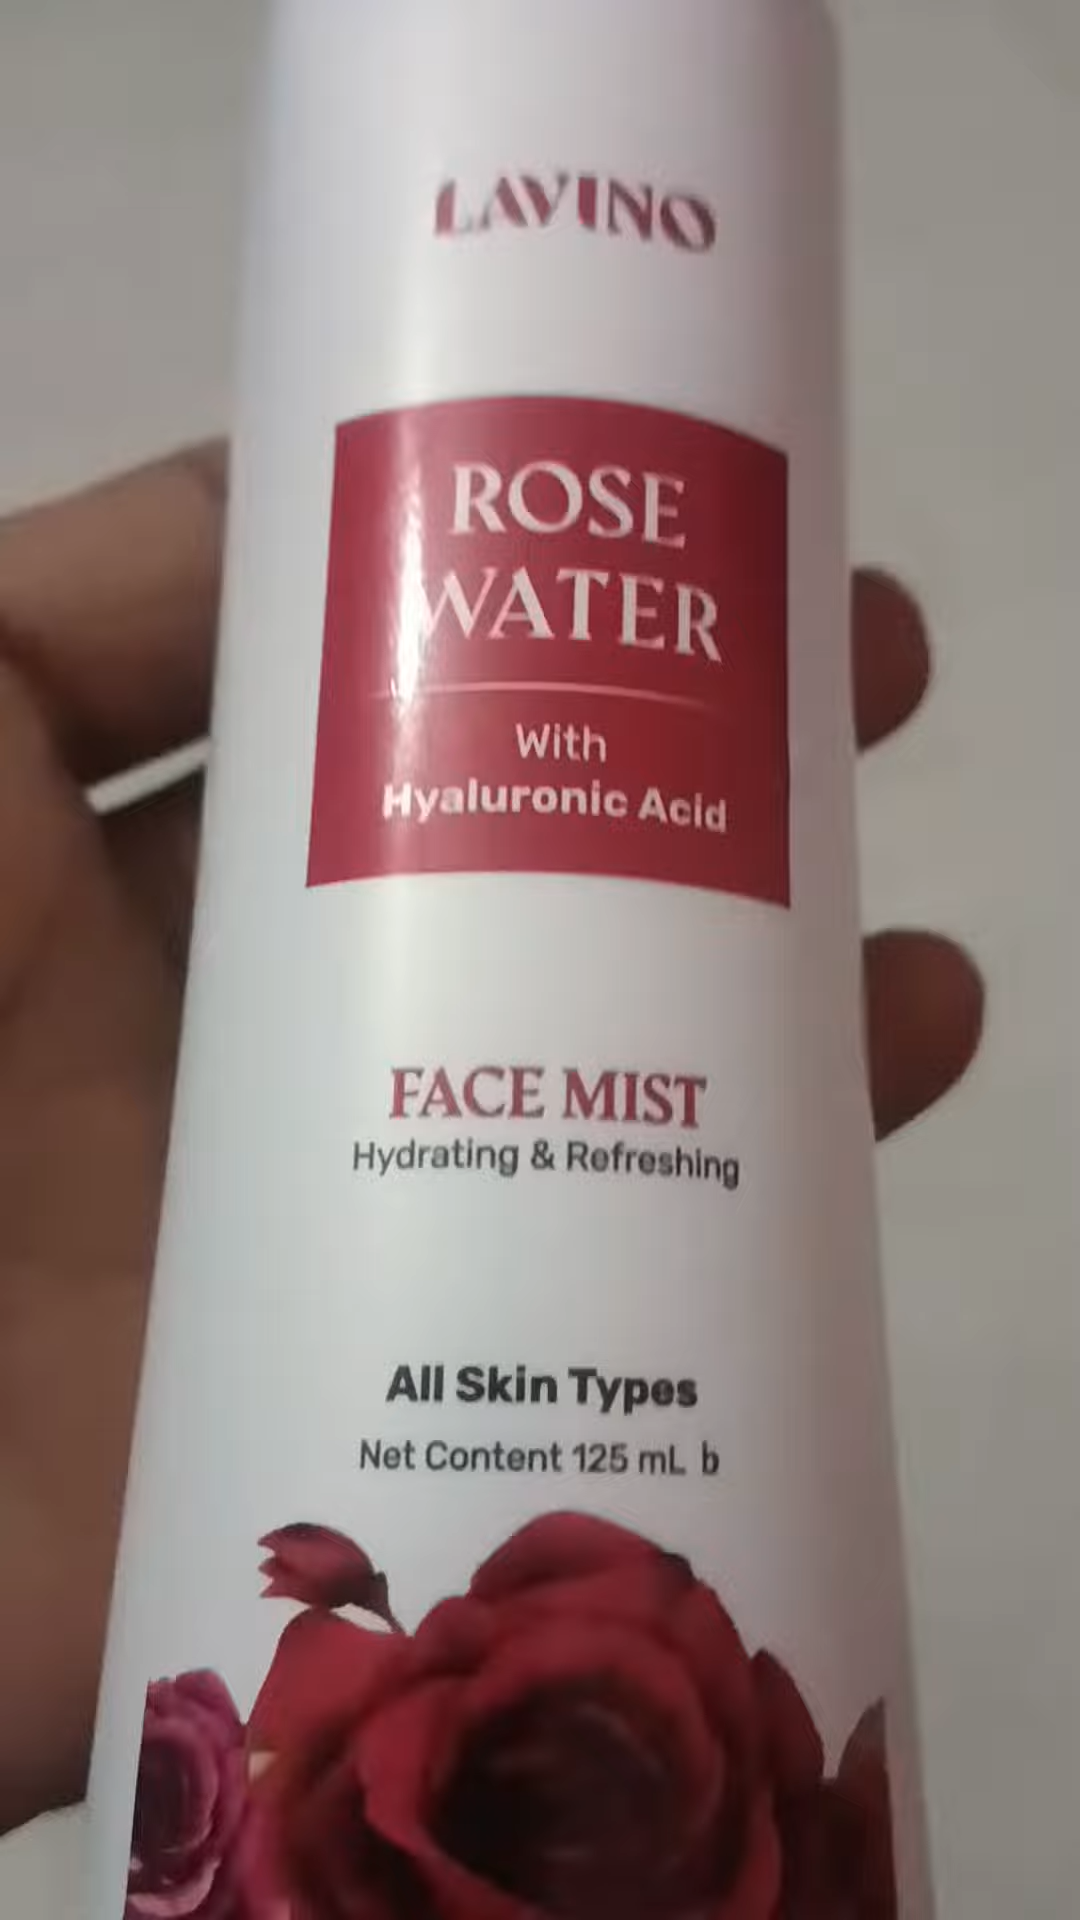 LAVINO
ROSE
WATER
With
Hyaluronic Acid
FACE MIST
Hydrating & Refreshing
All Skin Types
Net Content 125 mL b